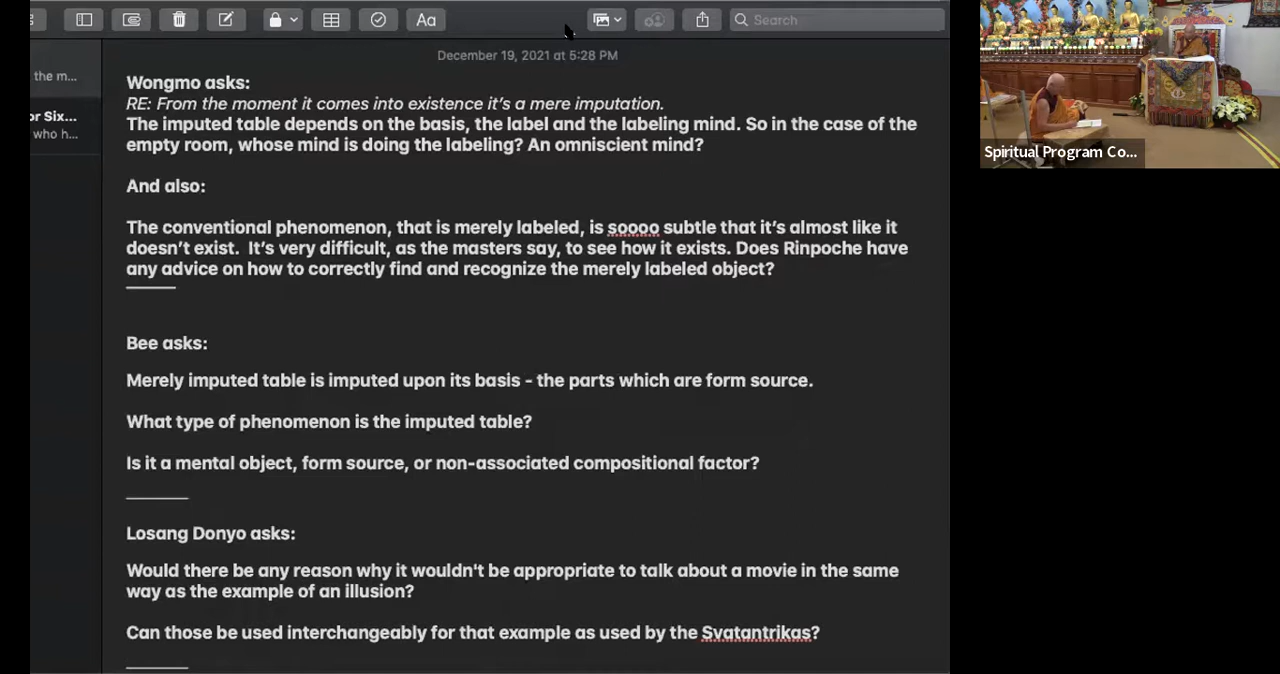 Aa
Search
December 19, 2021 at 5:28 PM
the m...
or Six...
who h...
Wongmo asks:
RE: From the moment it comes into existence it's a mere imputation.
The imputed table depends on the basis, the label and the labeling mind. So in the case of the
empty room, whose mind is doing the labeling? An omniscient mind?
And also:
The conventional phenomenon, that is merely labeled, is soooo subtle that it's almost like it
doesn't exist. It's very difficult, as the masters say, to see how it exists. Does Rinpoche have
any advice on how to correctly find and recognize the merely labeled object?
Bee asks:
Merely imputed table is imputed upon its basis - the parts which are form source.
What type of phenomenon is the imputed table?
Is it a mental object, form source, or non-associated compositional factor?
Losang Donyo asks:
Would there be any reason why it wouldn't be appropriate to talk about a movie in the same
way as the example of an illusion?
Can those be used interchangeably for that example as used by the Svatantrikas?
Spiritual Program Co...